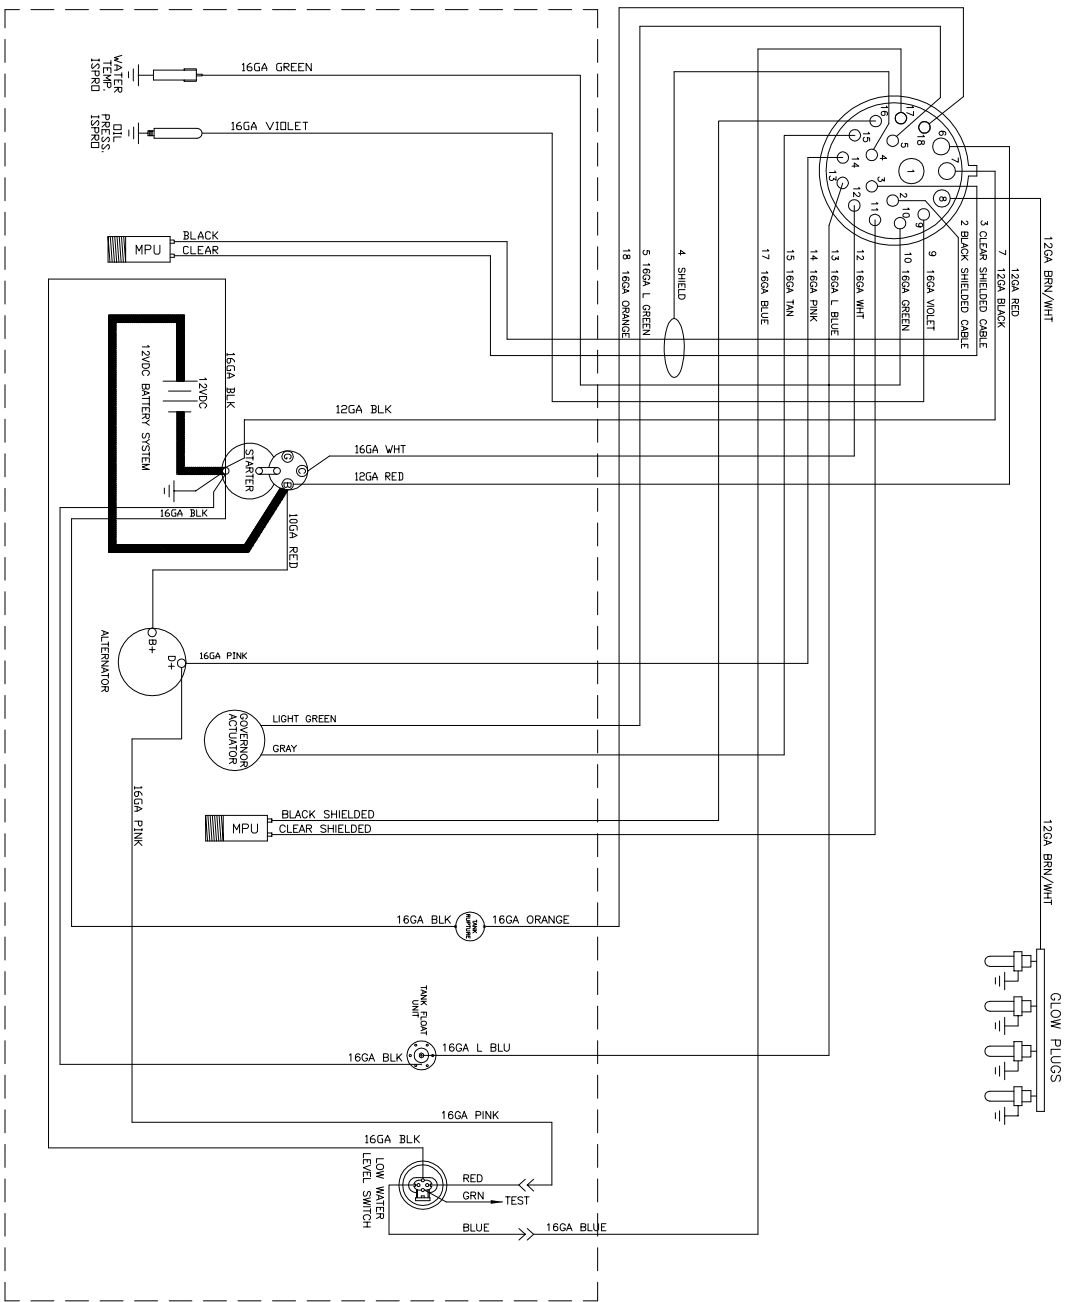 WATER
TEMP.
ISPRO
16GA GREEN
OIL
PRESS.
ISPRO
16GA VIOLET
MPU
BLACK
CLEAR
1
2
3
4
5
6
7
8
9
10
11
12
13
14
15
16
17
18
18 16GA ORANGE
5 16GA L GREEN
4 SHIELD
17 16GA BLUE
15 16GA TAN
14 16GA PINK
13 16GA L BLUE
12 16GA WHT
10 16GA GREEN
9 16GA VIOLET
2 BLACK SHIELDED CABLE
3 CLEAR SHIELDED CABLE
7 12GA BLACK
12GA RED
12GA BRN/WHT
12VDC BATTERY SYSTEM
12VDC
16GA BLK
12GA BLK
16GA WHT
12GA RED
STARTER
G
C
B
16GA BLK
10GA RED
ALTERNATOR
B+
D+
16GA PINK
GOVERNOR
ACTUATOR
LIGHT GREEN
GRAY
16GA PINK
MPU
BLACK SHIELDED
CLEAR SHIELDED
12GA BRN/WHT
16GA BLK
TANK
RUPTURE
16GA ORANGE
GLOW PLUGS
TANK FLOAT
UNIT
16GA BLK
16GA L BLU
16GA PINK
16GA BLK
LOW WATER
LEVEL SWITCH
RED
GRN
TEST
BLUE
16GA BLUE